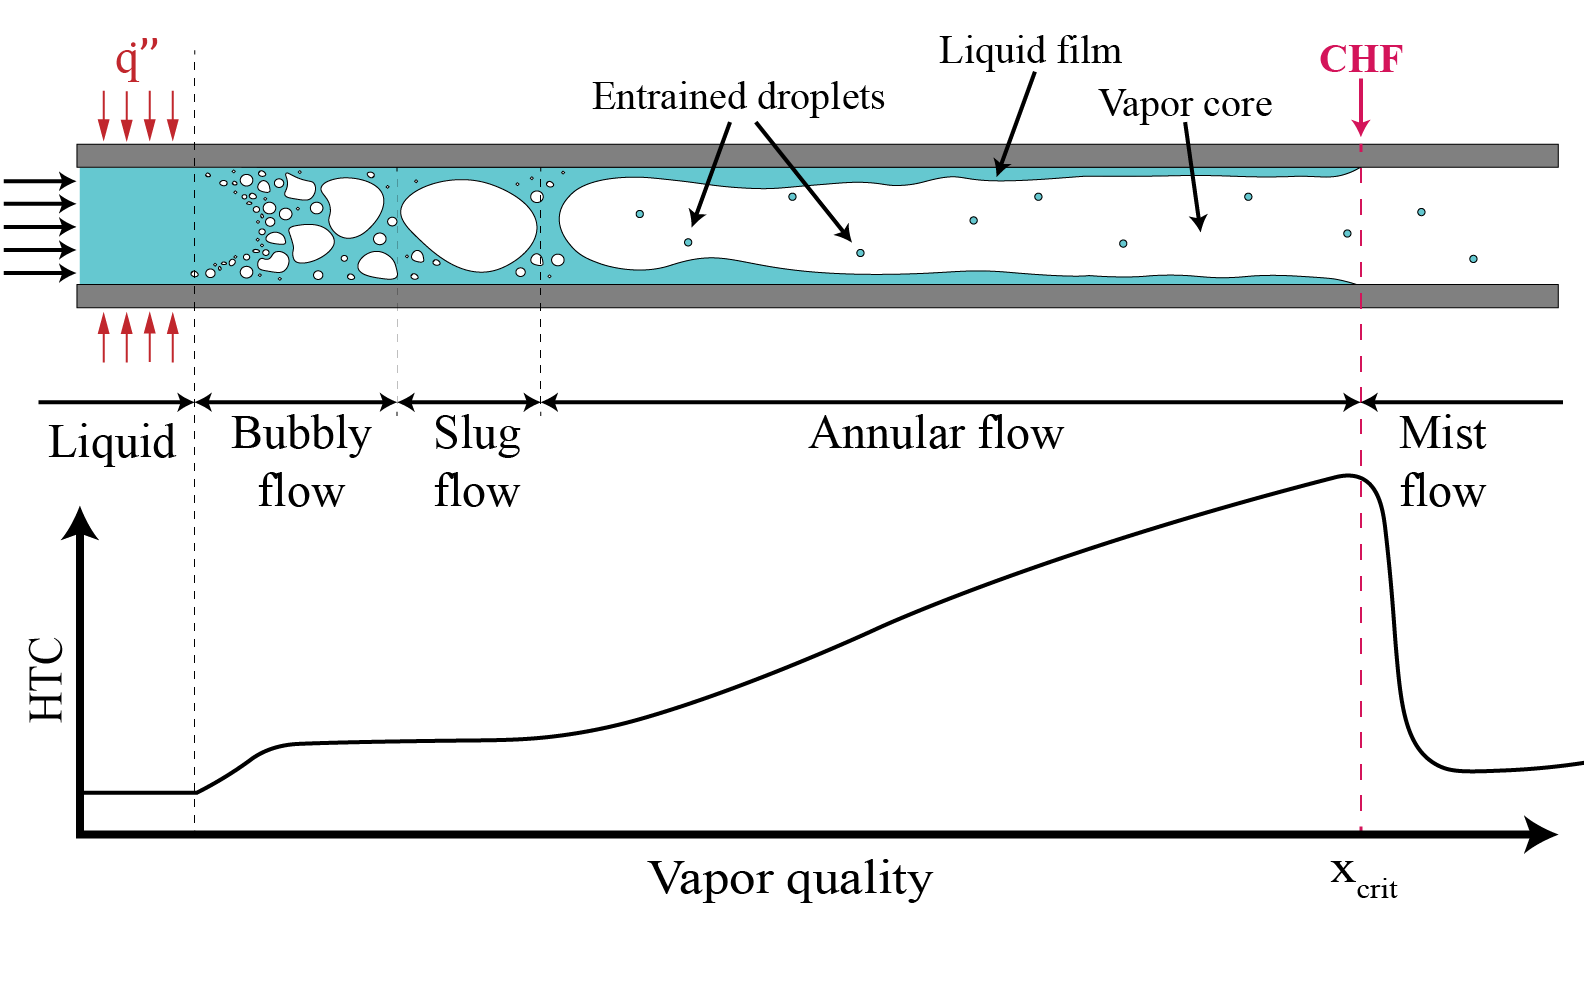 q̇”
Liquid film
CHF
Entrained droplets
Vapor core
Liquid
Bubbly
flow
Slug
flow
Annular flow
Mist
flow
HTC
Vapor quality
x_crit